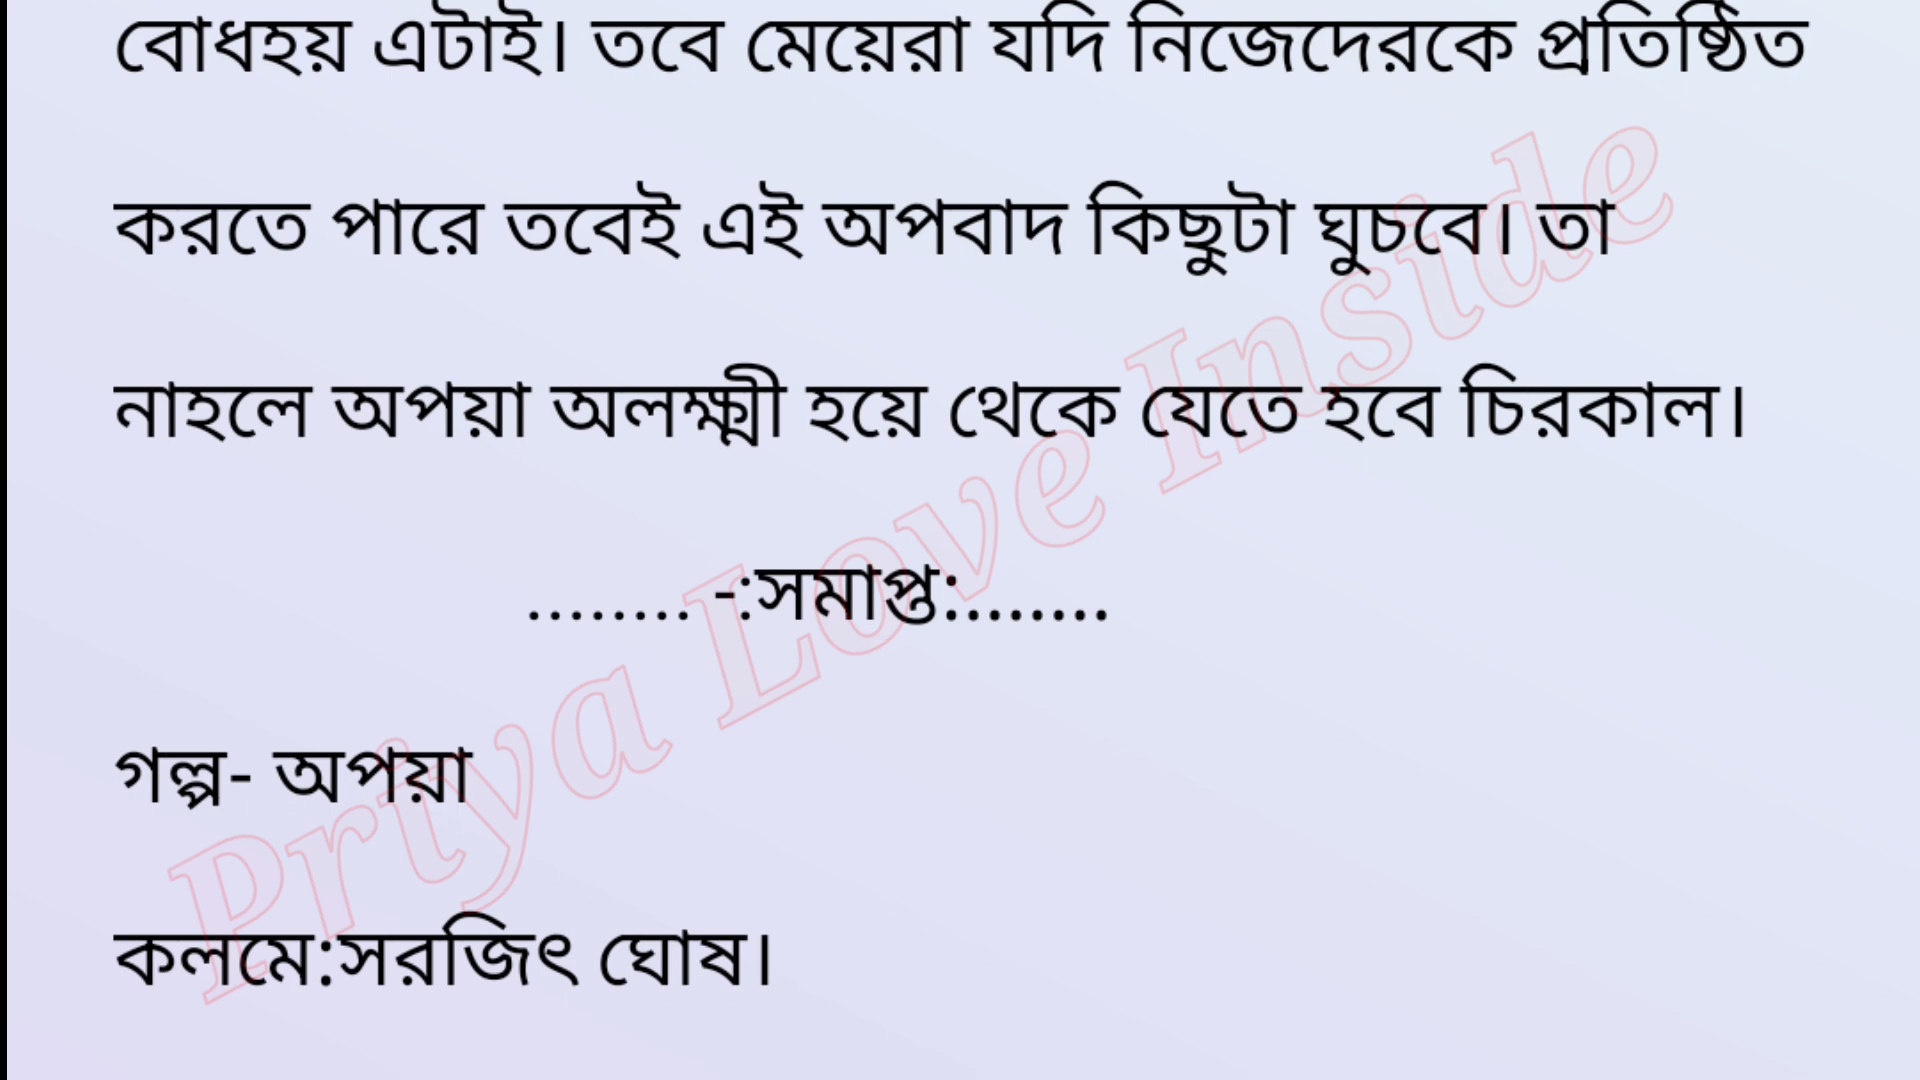 বোধহয় এটাই। তবে মেয়েরা যদি নিজেদেরকে প্রতিষ্ঠিত
করতে পারে তবেই এই অপবাদ কিছুটা ঘুচবে। তা
নাহলে অপয়া অলক্ষ্মী হয়ে থেকে যেতে হবে চিরকাল।
........ -:সমাপ্ত:.......
গল্প- অপয়া
কলমে:সরজিৎ ঘোষ।
Priya Love Inside